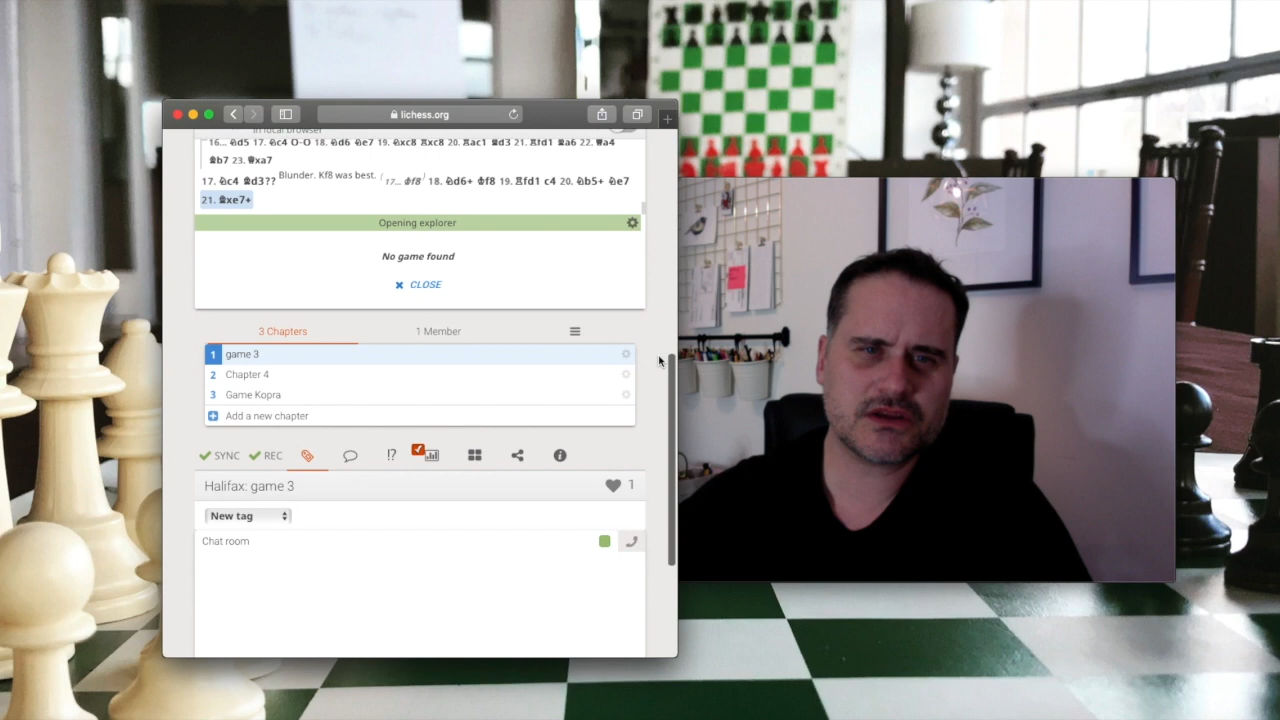 lichess.org
in local browser
16... ♞d5 17. ♘c4 O-O 18. ♘d6 ♞e7 19. ♘xc8 ♜xc8 20. ♖ac1 ♝d3 21. ♖fd1 ♝a6 22. ♕a4
♝b7 23. ♕xa7
17. ♘c4 ♝d3?? Blunder. Kf8 was best. ( 17... ♚f8 ) 18. ♘d6+ ♚f8 19. ♖fd1 c4 20. ♘b5+ ♞e7
21. ♗xe7+
Opening explorer
No game found
CLOSE
3 Chapters 1 Member
1 game 3
2 Chapter 4
3 Game Kopra
Add a new chapter
SYNC REC !?
Halifax: game 3 1
New tag
Chat room